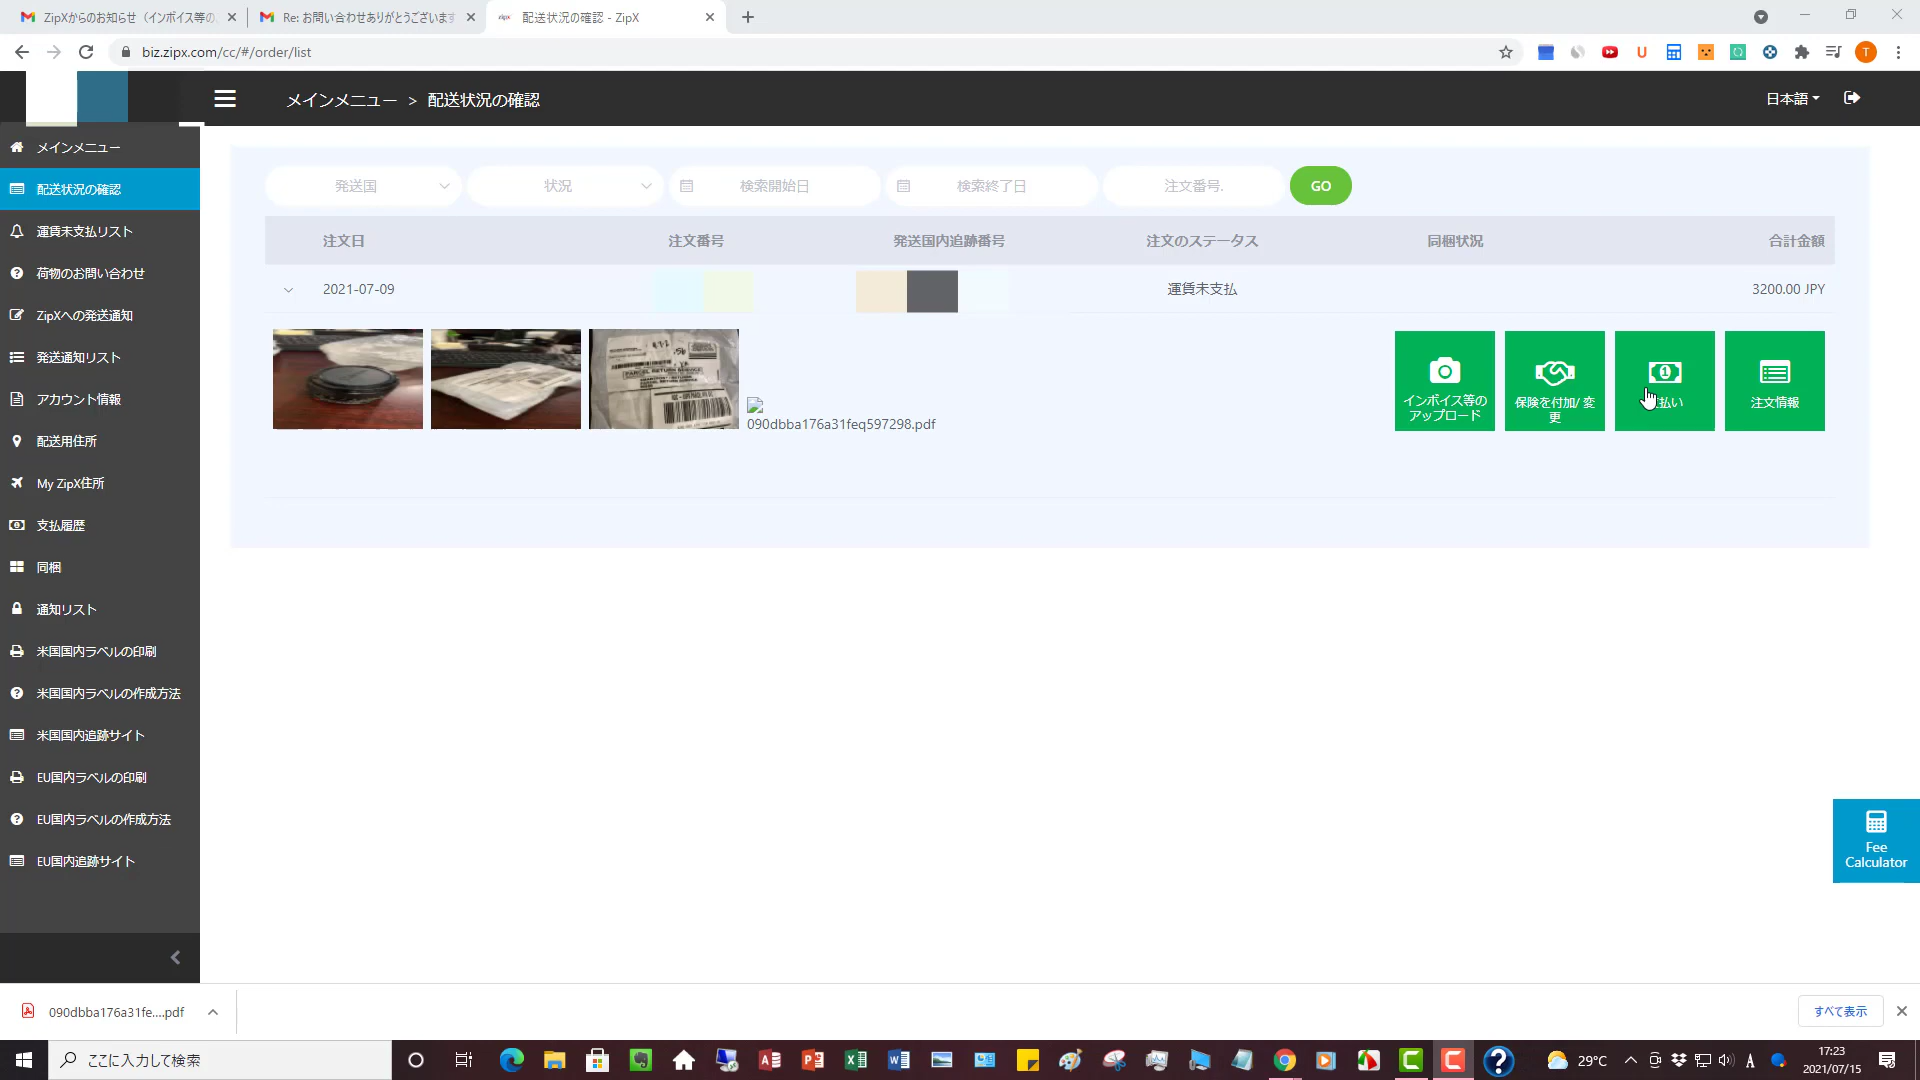 ZipXからのお知らせ（インボイス等の
Re: お問い合わせありがとうございます
zipx 配送状況の確認 - ZipX
biz.zipx.com/cc/#/order/list
T
メインメニュー > 配送状況の確認
日本語
メインメニュー
配送状況の確認
運賃未支払リスト
荷物のお問い合わせ
ZipXへの発送通知
発送通知リスト
アカウント情報
配送用住所
My ZipX住所
支払履歴
同梱
通知リスト
米国国内ラベルの印刷
米国国内ラベルの作成方法
米国国内追跡サイト
EU国内ラベルの印刷
EU国内ラベルの作成方法
EU国内追跡サイト
発送国
状況
検索開始日
検索終了日
注文番号.
GO
注文日 注文番号 発送国内追跡番号 注文のステータス 同梱状況 合計金額
2021-07-09 運賃未支払 3200.00 JPY
PARCEL RETURN SERVICE
090dbba176a31feq597298.pdf
インボイス等の
アップロード
保険を付加/ 変
更
払い
注文情報
Fee
Calculator
090dbba176a31fe....pdf
すべて表示
ここに入力して検索
29°C
A
17:23
2021/07/15